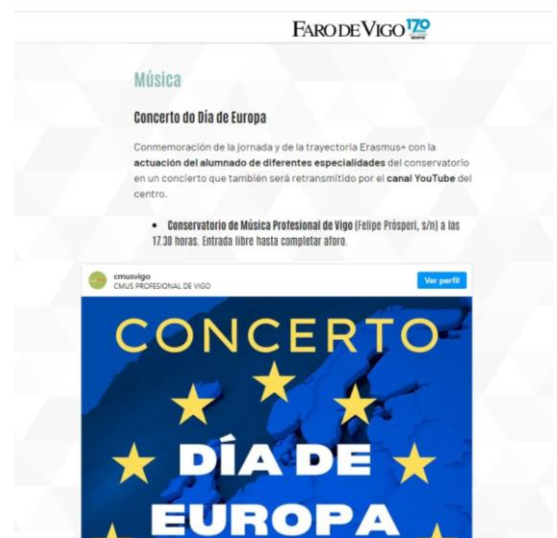 FARO DE VIGO 170
Música
Concerto do Día de Europa
Conmemoración de la jornada y de la trayectoria Erasmus+ con la
actuación del alumnado de diferentes especialidades del conservatorio
en un concierto que también será retransmitido por el canal YouTube del
centro.
• Conservatorio de Música Profesional de Vigo (Felipe Prósperi, s/n) a las
17.30 horas. Entrada libre hasta completar aforo.
cmusvigo
CMUS PROFESIONAL DE VIGO
Ver perfil
CONCERTO
DÍA DE
EUROPA